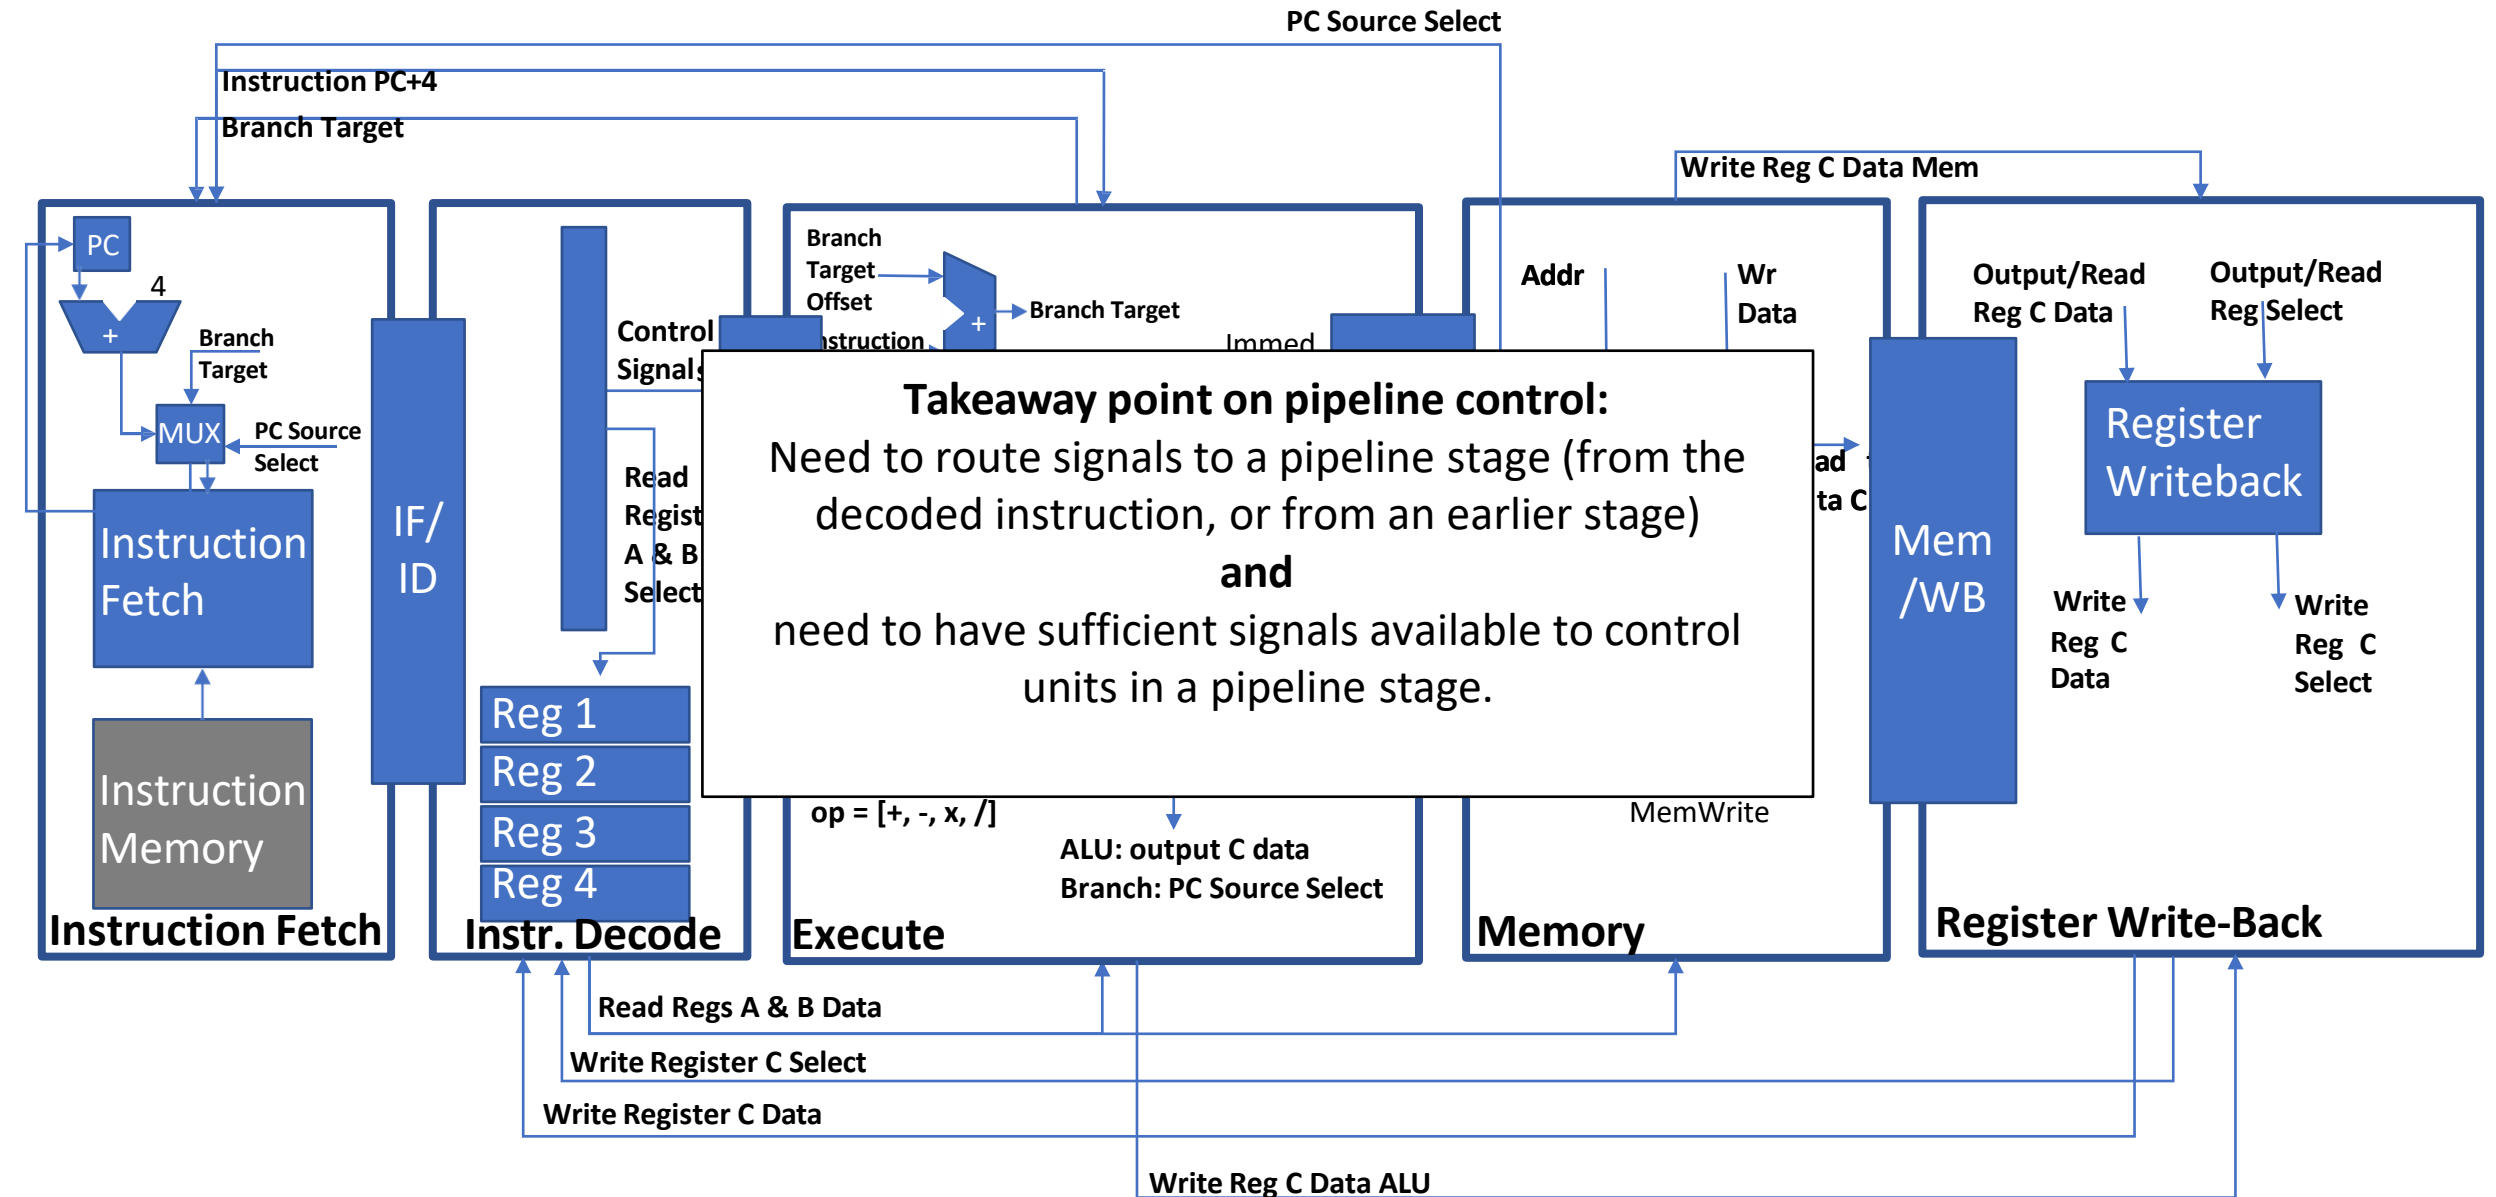 PC Source Select
Instruction PC+4
Branch Target
Write Reg C Data Mem
PC
4
+
Branch
Target
MUX
PC Source
Select
Instruction
Fetch
Instruction
Memory
Instruction Fetch
IF/
ID
Control
Signals
Read
Regist
A & B
Select
Reg 1
Reg 2
Reg 3
Reg 4
Instr. Decode
Branch
Target
Offset
nstruction
+
Branch Target
Immed
Takeaway point on pipeline control:
Need to route signals to a pipeline stage (from the
decoded instruction, or from an earlier stage)
and
need to have sufficient signals available to control
units in a pipeline stage.
op = [+, -, x, /]
ALU: output C data
Branch: PC Source Select
Execute
Addr
Wr
Data
ad
ta C
MemWrite
Memory
Mem
/WB
Output/Read
Reg C Data
Output/Read
Reg Select
Register
Writeback
Write
Reg C
Data
Write
Reg C
Select
Register Write-Back
Read Regs A & B Data
Write Register C Select
Write Register C Data
Write Reg C Data ALU